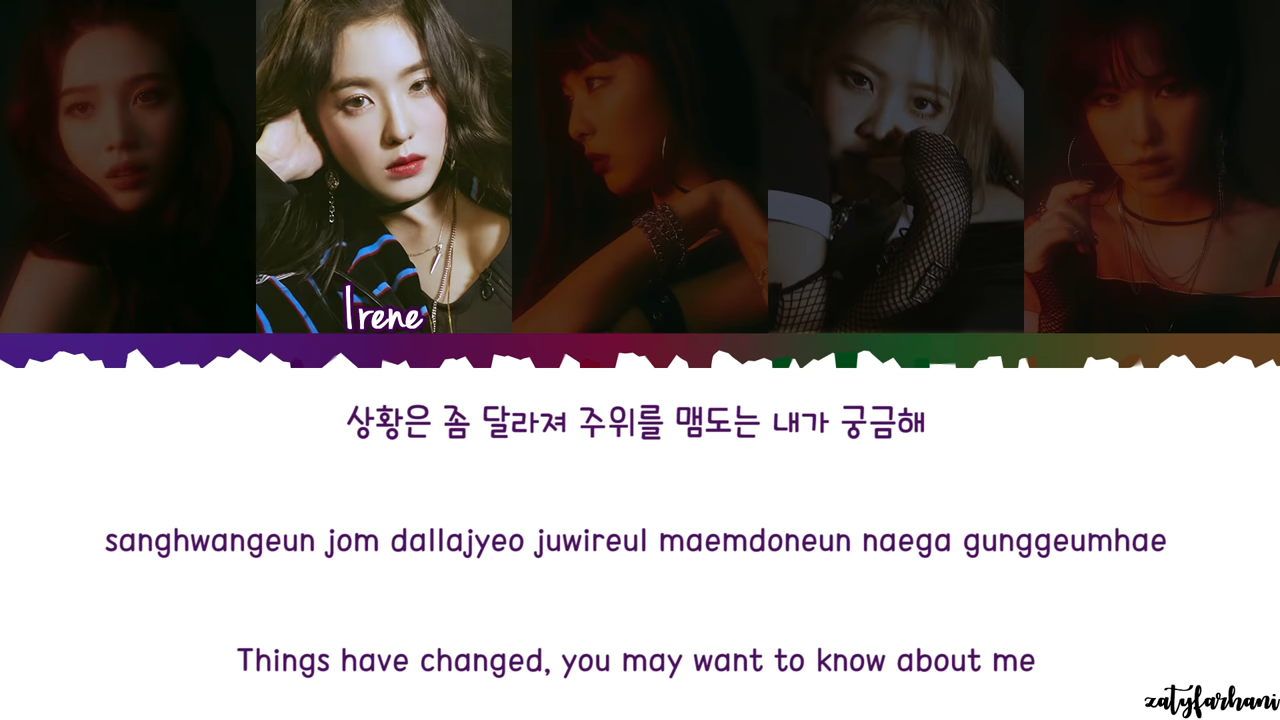 Irene
상황은 좀 달라져 주위를 맴도는 내가 궁금해
sanghwangeun jom dallajyeo juwireul maemdoneun naega gunggeumhae
Things have changed, you may want to know about me
zatyfarhani